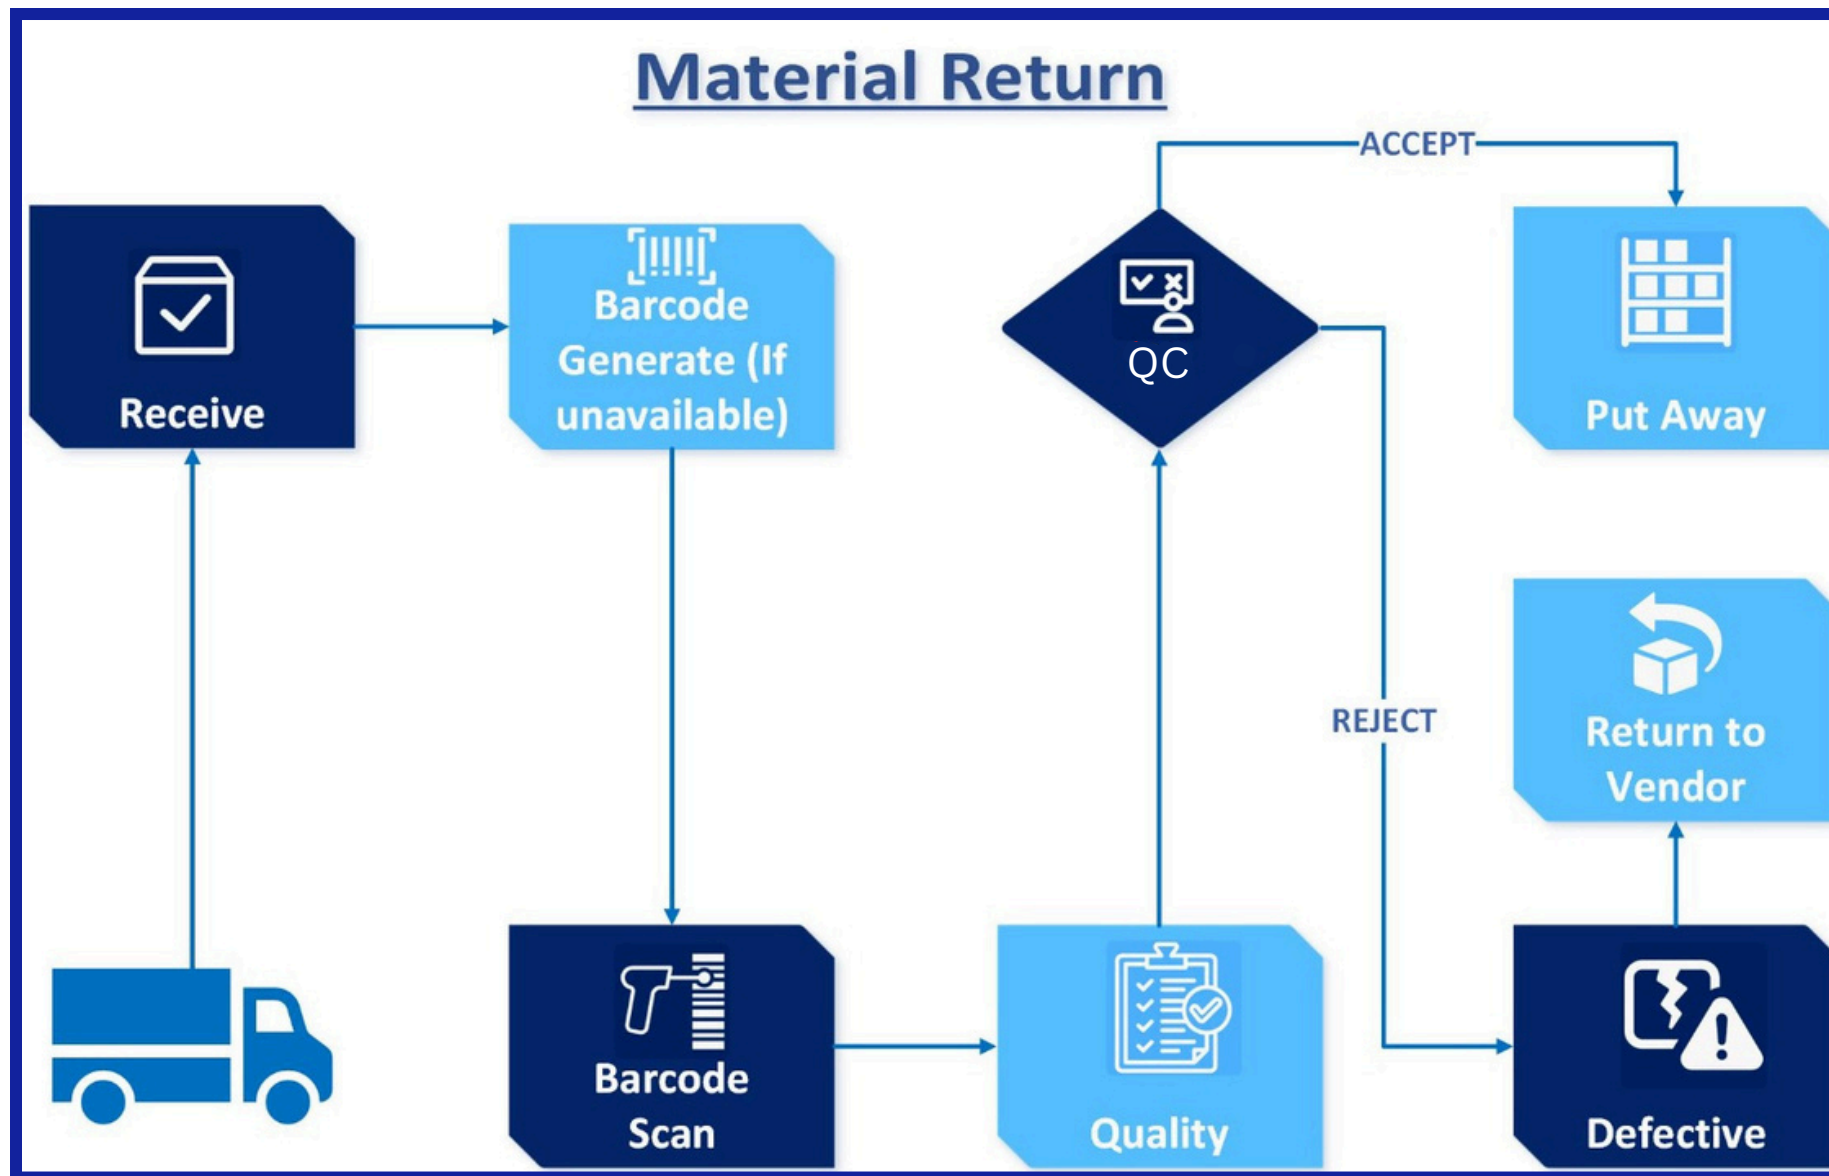 Material Return
ACCEPT
Receive
Barcode
Generate (If
unavailable)
QC
Put Away
REJECT
Return to
Vendor
Barcode
Scan
Quality
Defective